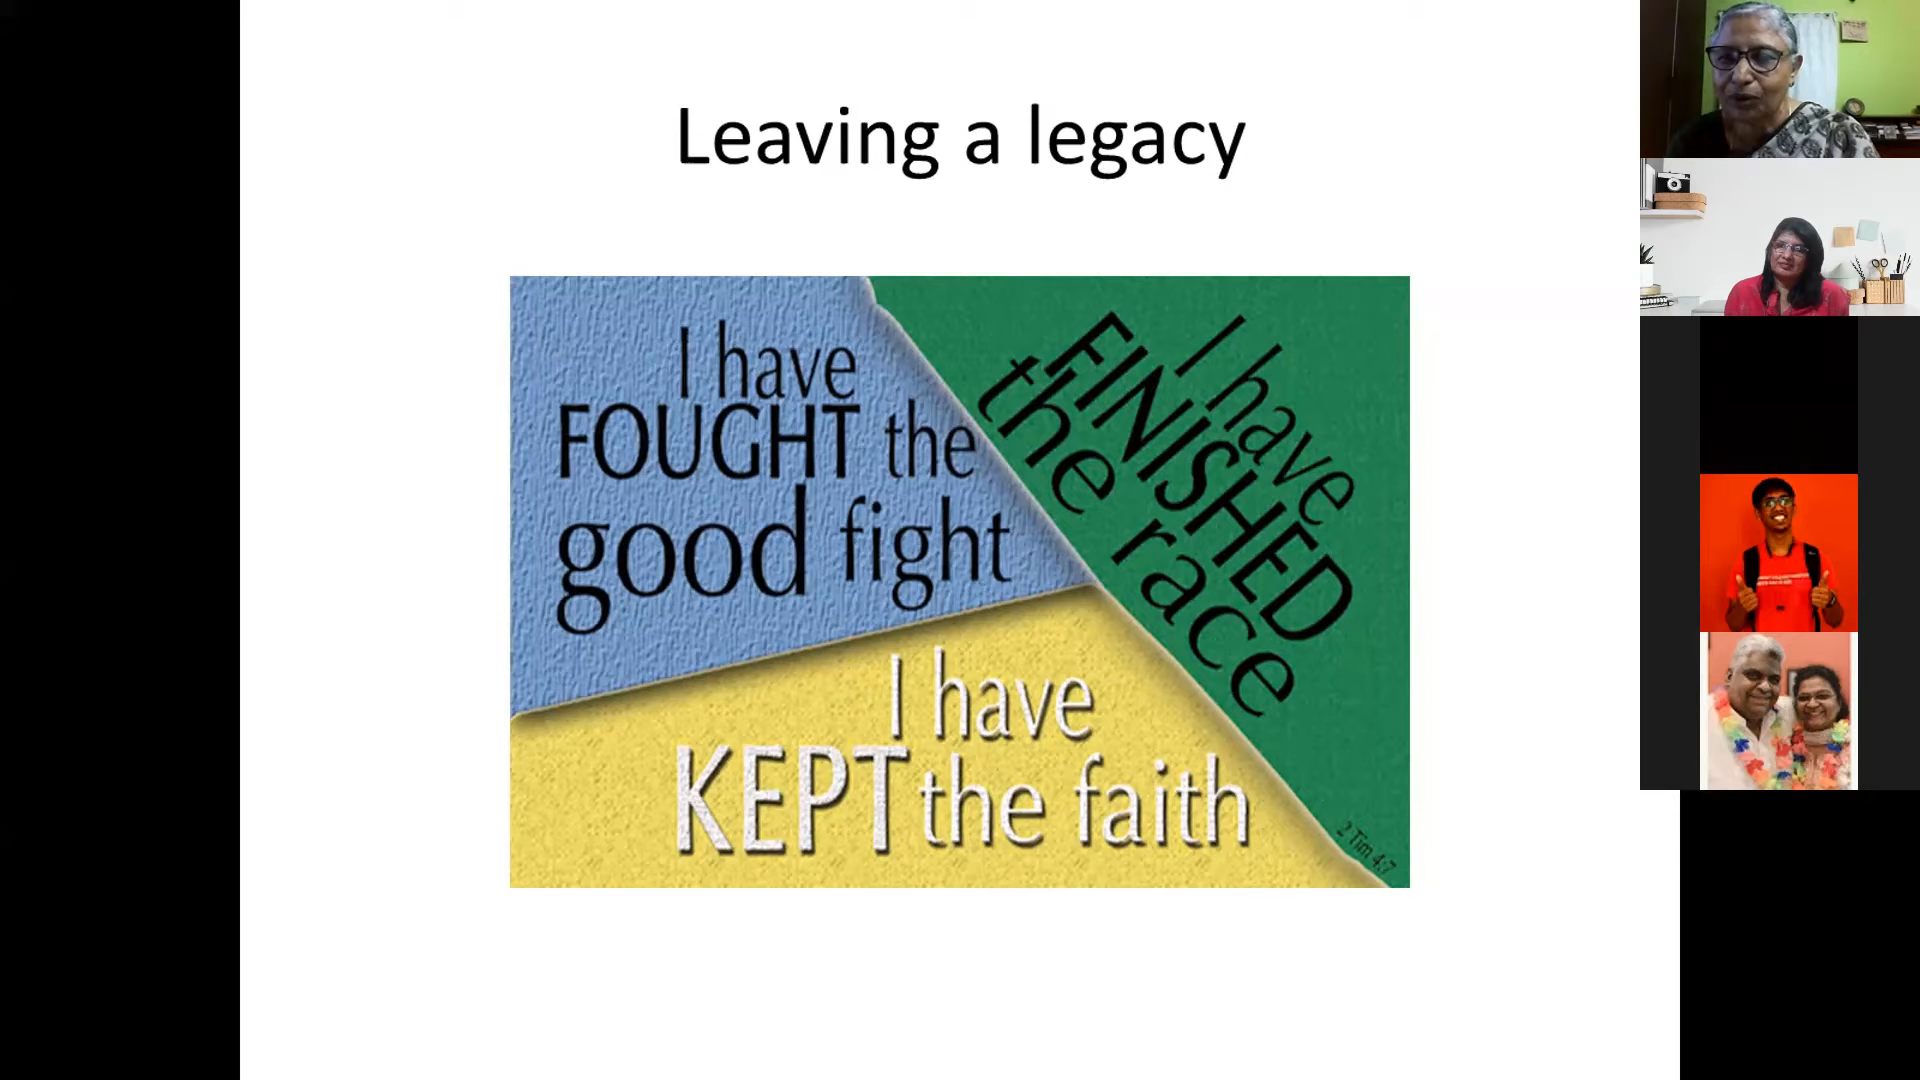 Leaving a legacy
I have
FOUGHT the
good fight
I have
FINISHED
the race
I have
KEPT the faith
2 Tim 4:7